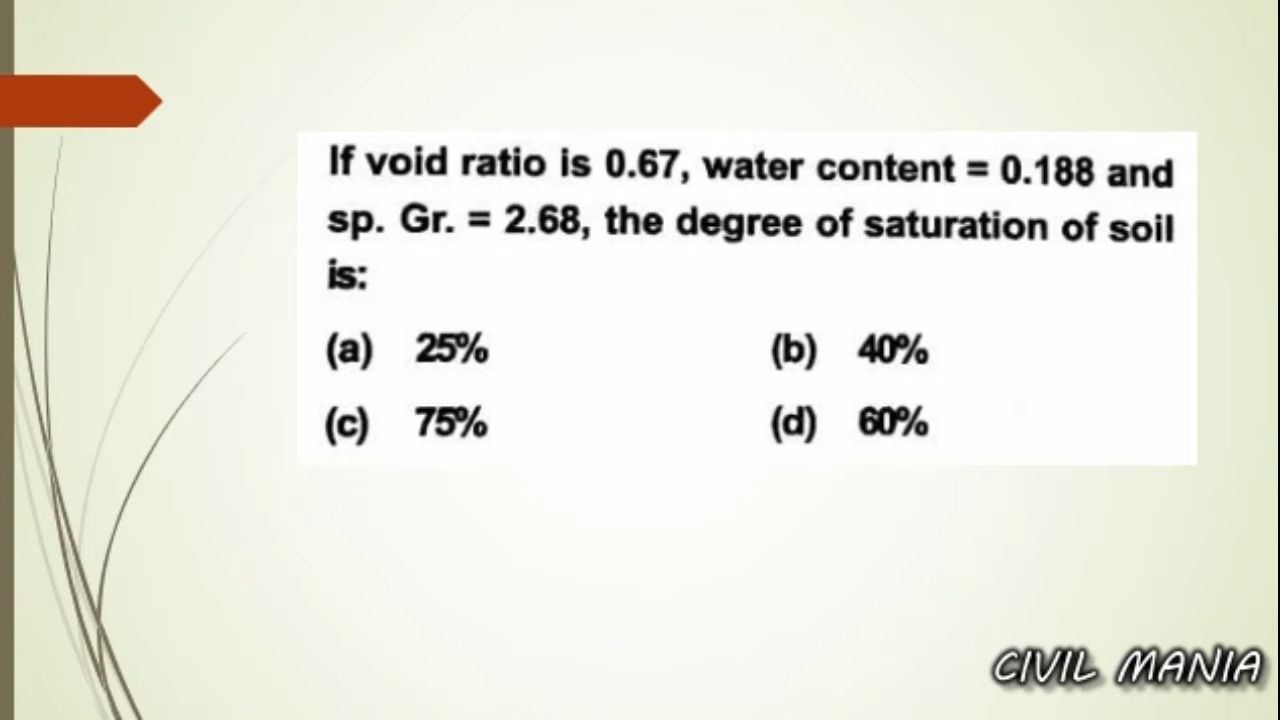 If void ratio is 0.67, water content = 0.188 and
sp. Gr. = 2.68, the degree of saturation of soil
is:
(a) 25% (b) 40%
(c) 75% (d) 60%
CIVIL MANIA